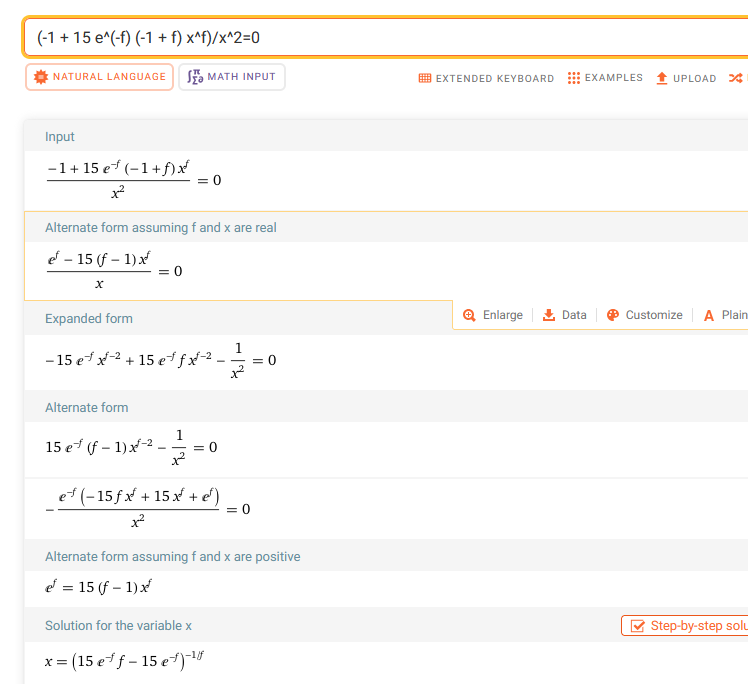 (-1 + 15 e^(-f) (-1 + f) x^f)/x^2=0
NATURAL LANGUAGE
∫π Σ∂ MATH INPUT
EXTENDED KEYBOARD
EXAMPLES
UPLOAD
Input
(−1 + 15 e^(−f) (−1 + f) x^f)/x^2 = 0
Alternate form assuming f and x are real
(e^f − 15 (f − 1) x^f)/x = 0
Enlarge
Data
Customize
A Plain
Expanded form
−15 e^(−f) x^(f−2) + 15 e^(−f) f x^(f−2) − 1/x^2 = 0
Alternate form
15 e^(−f) (f − 1) x^(f−2) − 1/x^2 = 0
−(e^(−f) (−15 f x^f + 15 x^f + e^f))/x^2 = 0
Alternate form assuming f and x are positive
e^f = 15 (f − 1) x^f
Solution for the variable x
Step-by-step solu
x = (15 e^(−f) f − 15 e^(−f))^(−1/f)